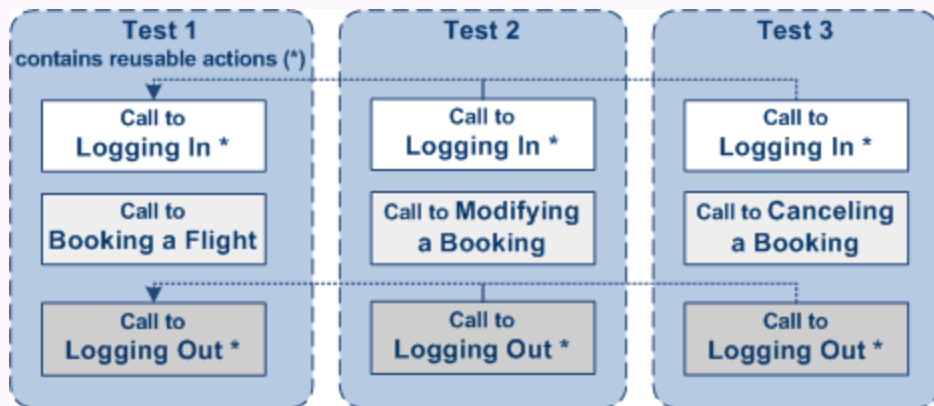 Test 1
contains reusable actions (*)
Call to
Logging In *
Call to
Booking a Flight
Call to
Logging Out *
Test 2
Call to
Logging In *
Call to Modifying
a Booking
Call to
Logging Out *
Test 3
Call to
Logging In *
Call to Canceling
a Booking
Call to
Logging Out *